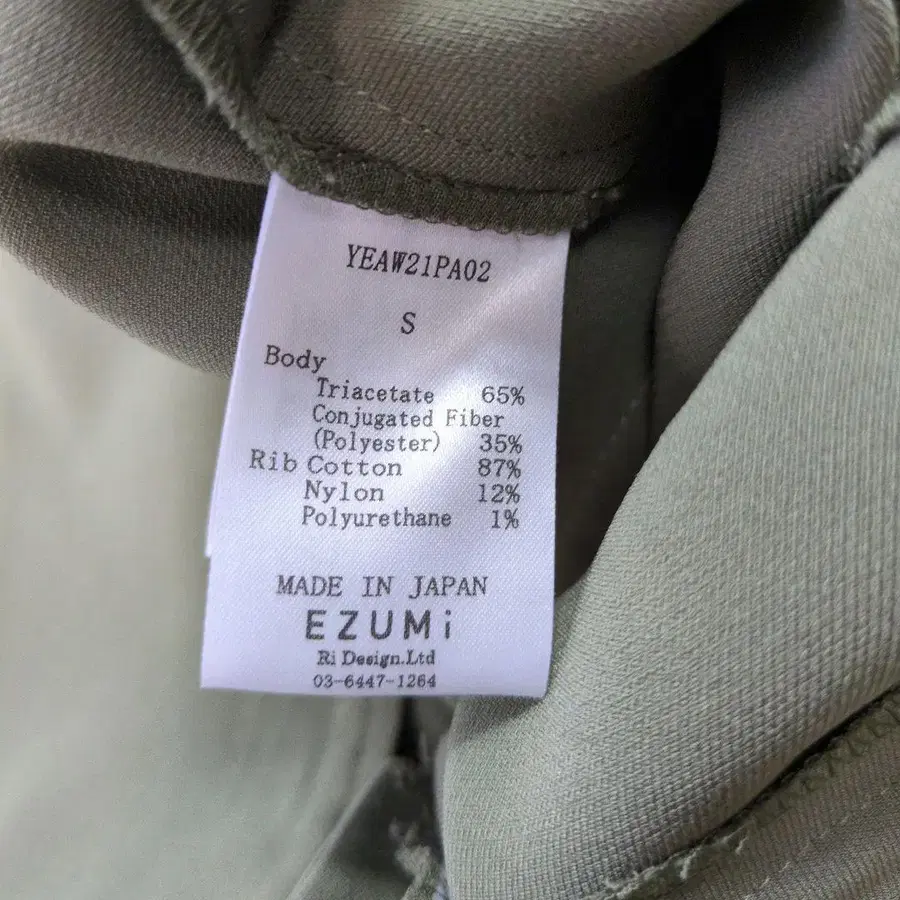 YEAW21PA02
S
Body
Triacetate 65%
Conjugated Fiber
(Polyester) 35%
Rib Cotton 87%
Nylon 12%
Polyurethane 1%
MADE IN JAPAN
EZUMi
Ri Design.Ltd
03-6447-1264